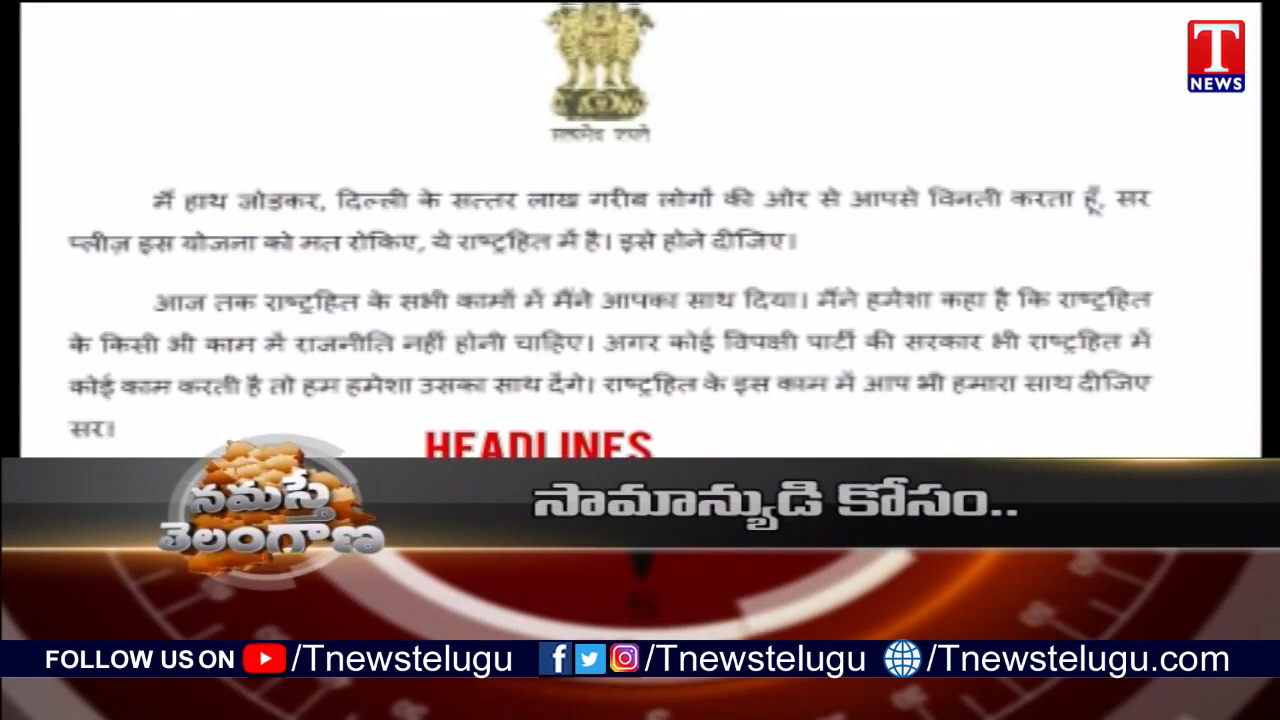 T
NEWS
सत्यमेव जयते
मैं हाथ जोड़कर, दिल्ली के सत्तर लाख गरीब लोगों की ओर से आपसे विनती करता हूँ, सर
प्लीज़ इस योजना को मत रोकिए, ये राष्ट्रहित में है। इसे होने दीजिए।
आज तक राष्ट्रहित के सभी कामों में मैंने आपका साथ दिया। मैंने हमेशा कहा है कि राष्ट्रहित
के किसी भी काम में राजनीति नहीं होनी चाहिए। अगर कोई विपक्षी पार्टी की सरकार भी राष्ट्रहित में
कोई काम करती है तो हम हमेशा उसका साथ देंगे। राष्ट्रहित के इस काम में आप भी हमारा साथ दीजिए
सर।
HEADLINES
నమస్తే
తెలంగాణ
సామాన్యుడి కోసం..
FOLLOW US ON /Tnewstelugu /Tnewstelugu /Tnewstelugu.com